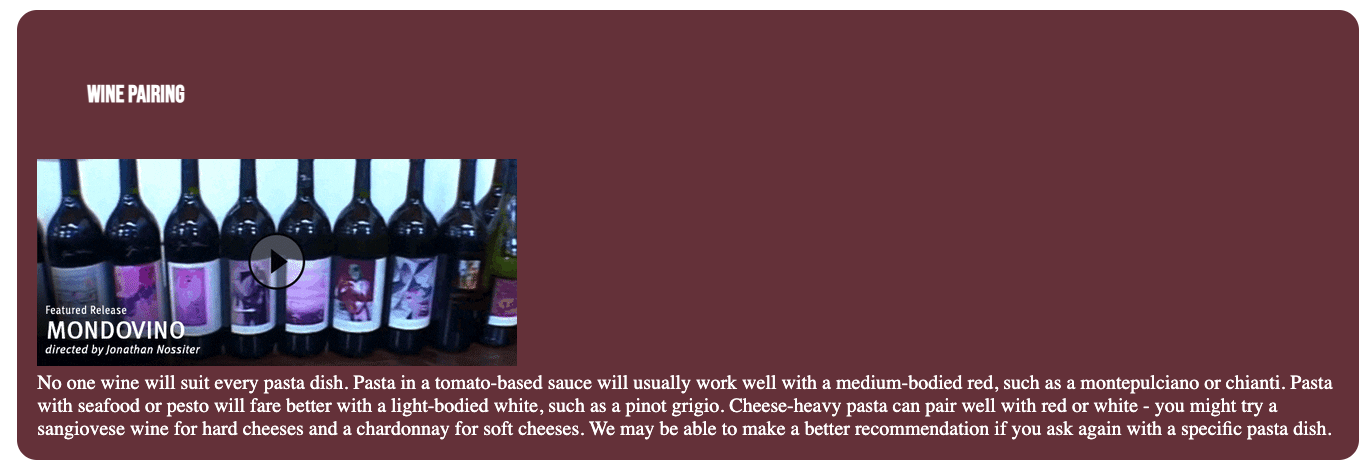 WINE PAIRING
Featured Release
MONDOVINO
directed by Jonathan Nossiter
No one wine will suit every pasta dish. Pasta in a tomato-based sauce will usually work well with a medium-bodied red, such as a montepulciano or chianti. Pasta
with seafood or pesto will fare better with a light-bodied white, such as a pinot grigio. Cheese-heavy pasta can pair well with red or white - you might try a
sangiovese wine for hard cheeses and a chardonnay for soft cheeses. We may be able to make a better recommendation if you ask again with a specific pasta dish.